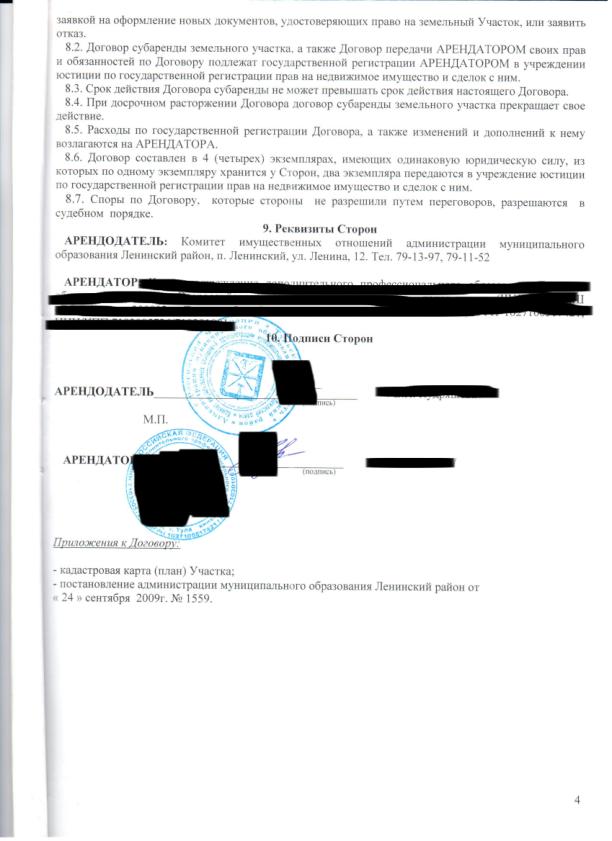 заявкой на оформление новых документов, удостоверяющих право на земельный Участок, или заявить
отказ.
8.2. Договор субаренды земельного участка, а также Договор передачи АРЕНДАТОРОМ своих прав
и обязанностей по Договору подлежат государственной регистрации АРЕНДАТОРОМ в учреждении
юстиции по государственной регистрации прав на недвижимое имущество и сделок с ним.
8.3. Срок действия Договора субаренды не может превышать срок действия настоящего Договора.
8.4. При досрочном расторжении Договора договор субаренды земельного участка прекращает свое
действие.
8.5. Расходы по государственной регистрации Договора, а также изменений и дополнений к нему
возлагаются на АРЕНДАТОРА.
8.6. Договор составлен в 4 (четырех) экземплярах, имеющих одинаковую юридическую силу, из
которых по одному экземпляру хранится у Сторон, два экземпляра передаются в учреждение юстиции
по государственной регистрации прав на недвижимое имущество и сделок с ним.
8.7. Споры по Договору, которые стороны не разрешили путем переговоров, разрешаются в
судебном порядке.
9. Реквизиты Сторон
АРЕНДОДАТЕЛЬ: Комитет имущественных отношений администрации муниципального
образования Ленинский район, п. Ленинский, ул. Ленина, 12. Тел. 79-13-97, 79-11-52
АРЕНДАТОР
10. Подписи Сторон
АРЕНДОДАТЕЛЬ
М.П.
АРЕНДАТОР
(подпись)
Приложения к Договору:
- кадастровая карта (план) Участка;
- постановление администрации муниципального образования Ленинский район от
« 24 » сентября 2009г. № 1559.
4